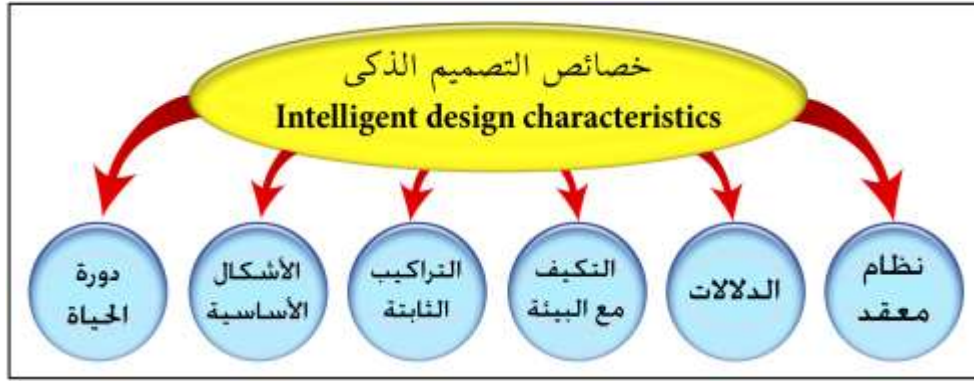 خصائص التصميم الذكى
Intelligent design characteristics
نظام
معقد
الدلالات
التكيف
مع البيئة
التراكيب
الثابتة
الأشكال
الأساسية
دورة
الحياة